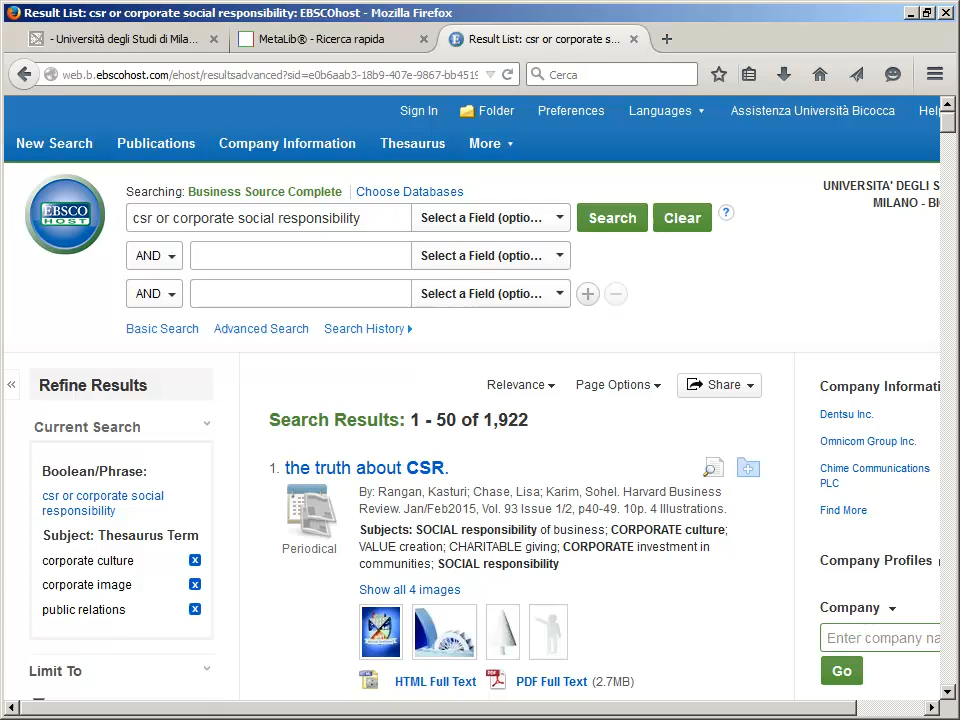 Result List: csr or corporate social responsibility: EBSCOhost - Mozilla Firefox
- Università degli Studi di Mila...
MetaLib® - Ricerca rapida
Result List: csr or corporate s...
web.b.ebscohost.com/ehost/resultsadvanced?sid=e0b6aab3-18b9-407e-9867-bb4519
Cerca
Sign In Folder Preferences Languages Assistenza Università Bicocca Hel
New Search Publications Company Information Thesaurus More
EBSCO
HOST
Searching: Business Source Complete Choose Databases
UNIVERSITA' DEGLI S
MILANO - BI
csr or corporate social responsibility Select a Field (optio... Search Clear ?
AND Select a Field (optio...
AND Select a Field (optio...
Basic Search Advanced Search Search History
Refine Results
Current Search
Boolean/Phrase:
csr or corporate social
responsibility
Subject: Thesaurus Term
corporate culture
corporate image
public relations
Limit To
Relevance Page Options Share
Search Results: 1 - 50 of 1,922
1. the truth about CSR.
By: Rangan, Kasturi; Chase, Lisa; Karim, Sohel. Harvard Business
Review. Jan/Feb2015, Vol. 93 Issue 1/2, p40-49. 10p. 4 Illustrations.
Periodical
Subjects: SOCIAL responsibility of business; CORPORATE culture;
VALUE creation; CHARITABLE giving; CORPORATE investment in
communities; SOCIAL responsibility
Show all 4 images
HTML Full Text PDF Full Text (2.7MB)
Company Informati
Dentsu Inc.
Omnicom Group Inc.
Chime Communications
PLC
Find More
Company Profiles
Company
Enter company na
Go